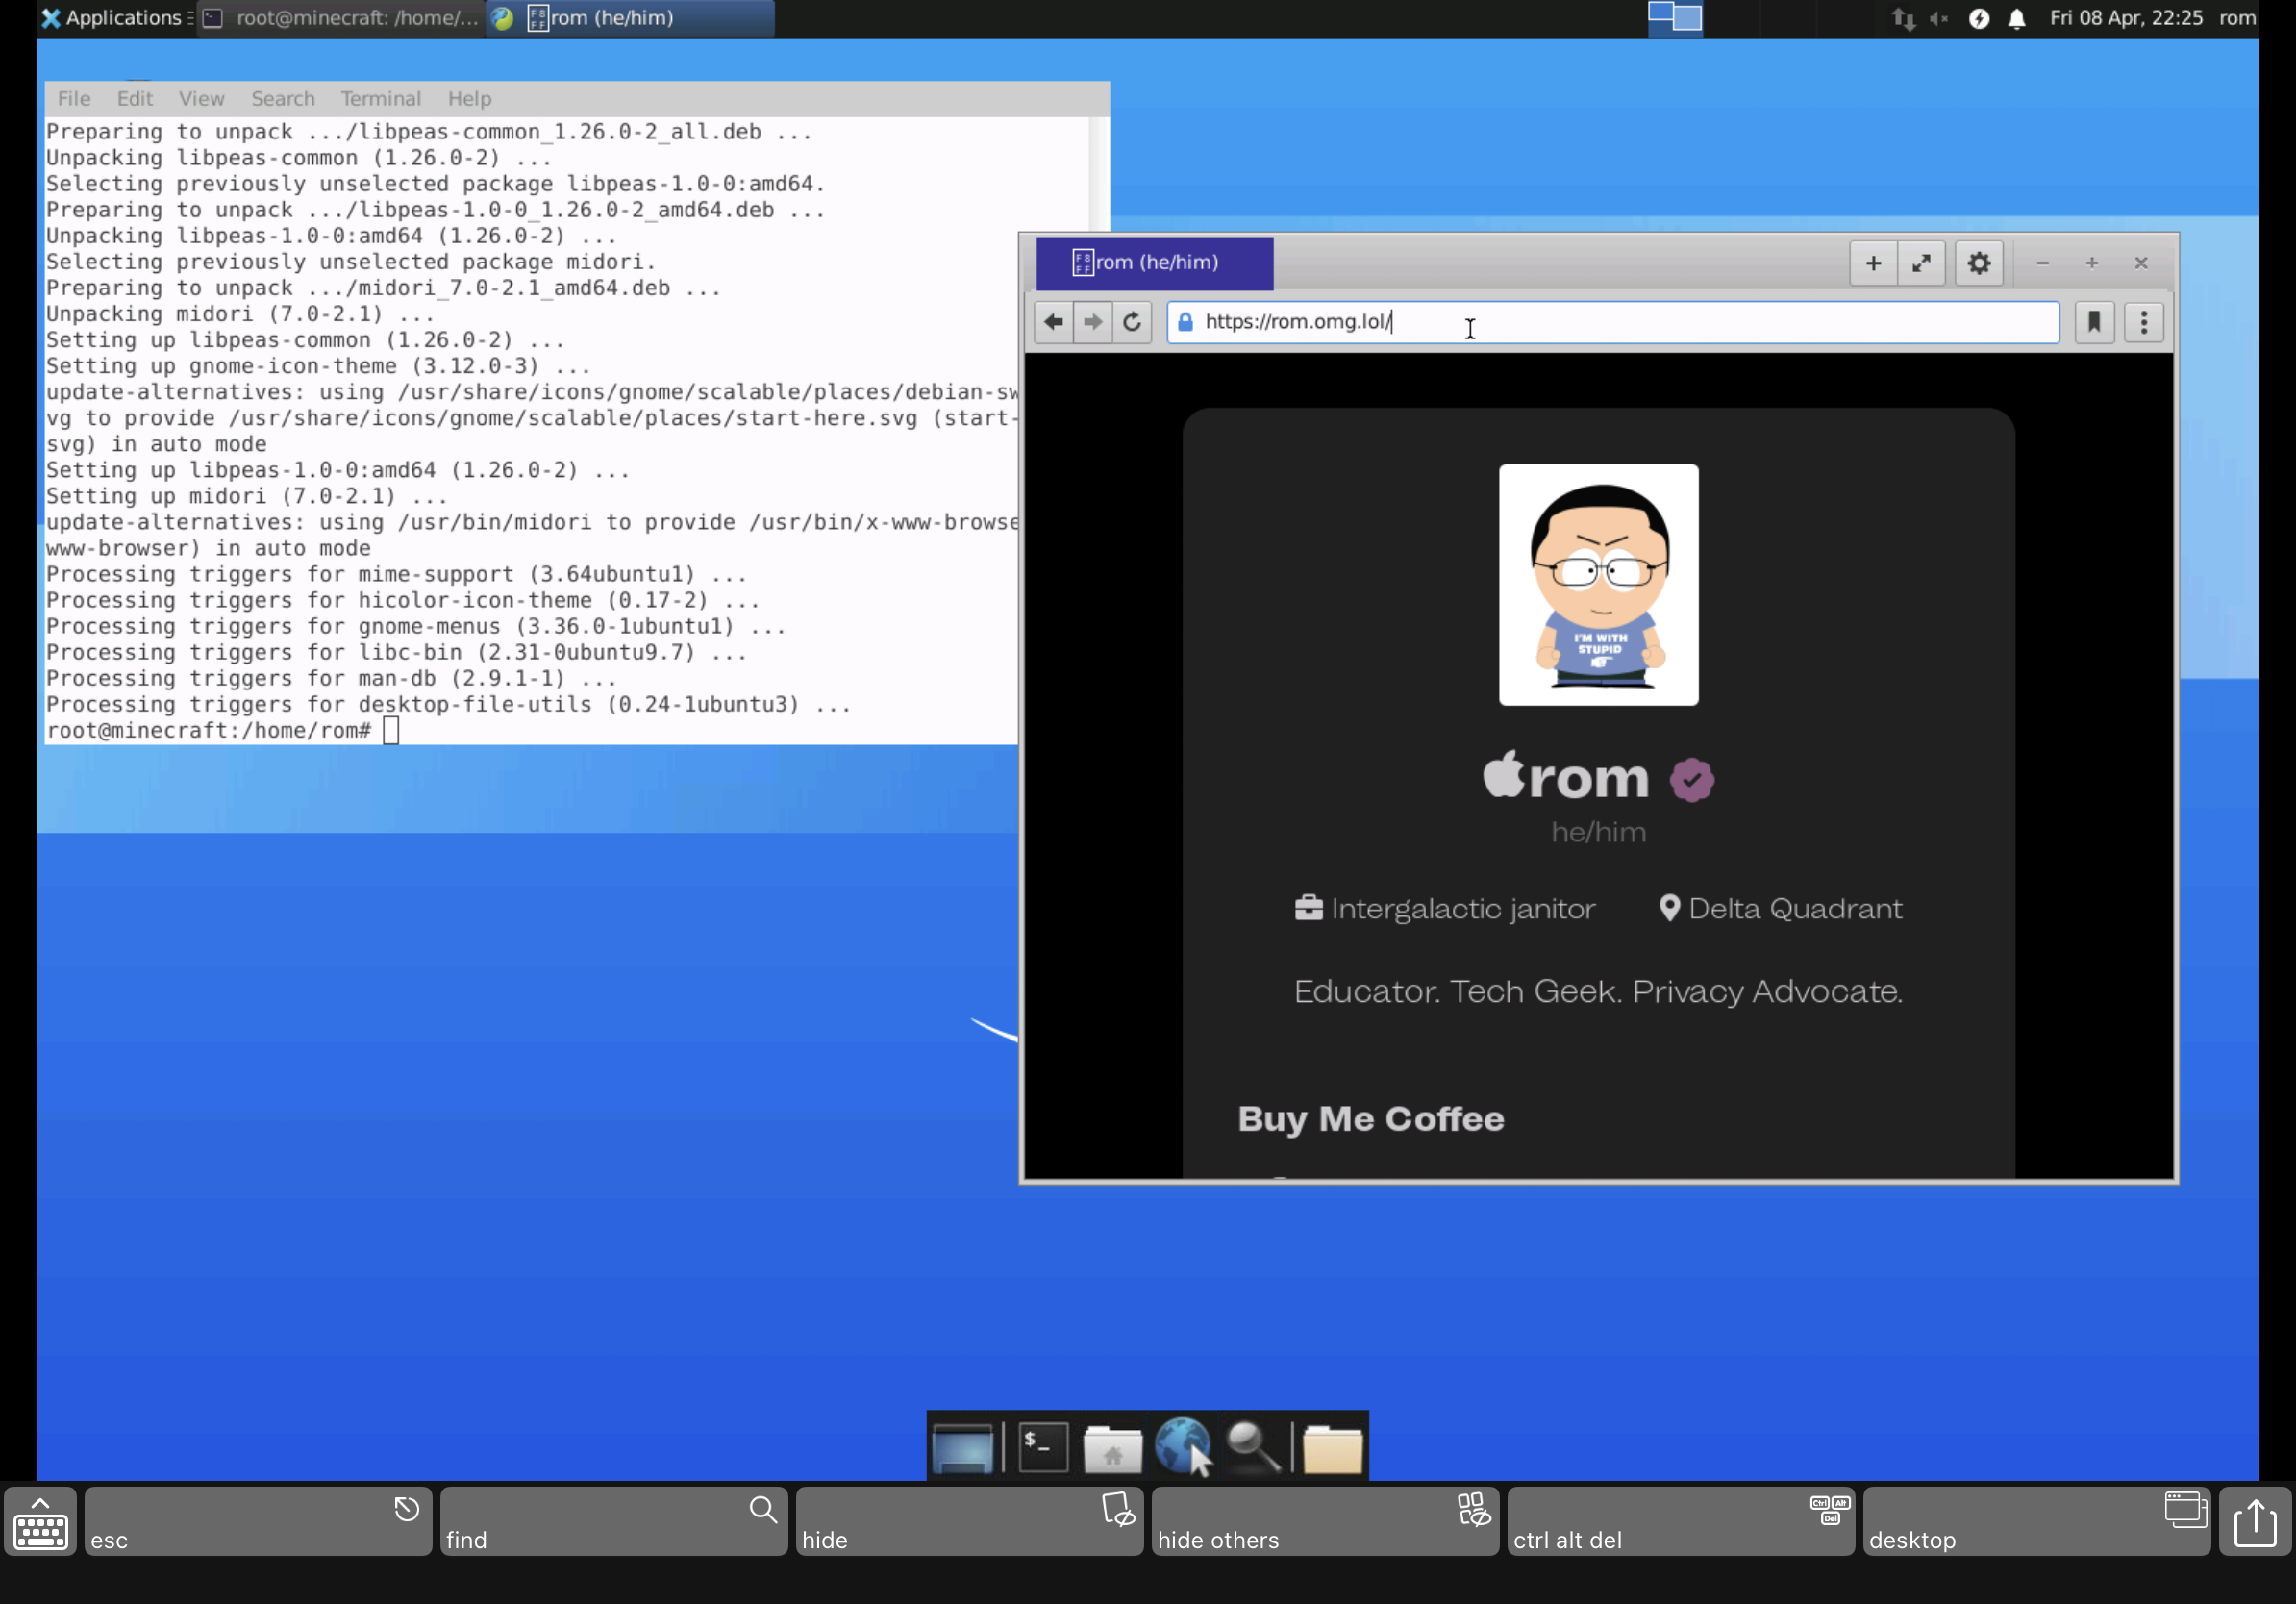 Applications
root@minecraft: /home/...
rom (he/him)
Fri 08 Apr, 22:25
rom
File Edit View Search Terminal Help
Preparing to unpack .../libpeas-common_1.26.0-2_all.deb ...
Unpacking libpeas-common (1.26.0-2) ...
Selecting previously unselected package libpeas-1.0-0:amd64.
Preparing to unpack .../libpeas-1.0-0_1.26.0-2_amd64.deb ...
Unpacking libpeas-1.0-0:amd64 (1.26.0-2) ...
Selecting previously unselected package midori.
Preparing to unpack .../midori_7.0-2.1_amd64.deb ...
Unpacking midori (7.0-2.1) ...
Setting up libpeas-common (1.26.0-2) ...
Setting up gnome-icon-theme (3.12.0-3) ...
update-alternatives: using /usr/share/icons/gnome/scalable/places/debian-sw
vg to provide /usr/share/icons/gnome/scalable/places/start-here.svg (start-
svg) in auto mode
Setting up libpeas-1.0-0:amd64 (1.26.0-2) ...
Setting up midori (7.0-2.1) ...
update-alternatives: using /usr/bin/midori to provide /usr/bin/x-www-browse
www-browser) in auto mode
Processing triggers for mime-support (3.64ubuntu1) ...
Processing triggers for hicolor-icon-theme (0.17-2) ...
Processing triggers for gnome-menus (3.36.0-1ubuntu1) ...
Processing triggers for libc-bin (2.31-0ubuntu9.7) ...
Processing triggers for man-db (2.9.1-1) ...
Processing triggers for desktop-file-utils (0.24-1ubuntu3) ...
root@minecraft:/home/rom#
rom (he/him)
https://rom.omg.lol/
I'M WITH
STUPID
rom
he/him
Intergalactic janitor
Delta Quadrant
Educator. Tech Geek. Privacy Advocate.
Buy Me Coffee
$_
esc
find
hide
hide others
Ctrl Alt
Del
ctrl alt del
desktop